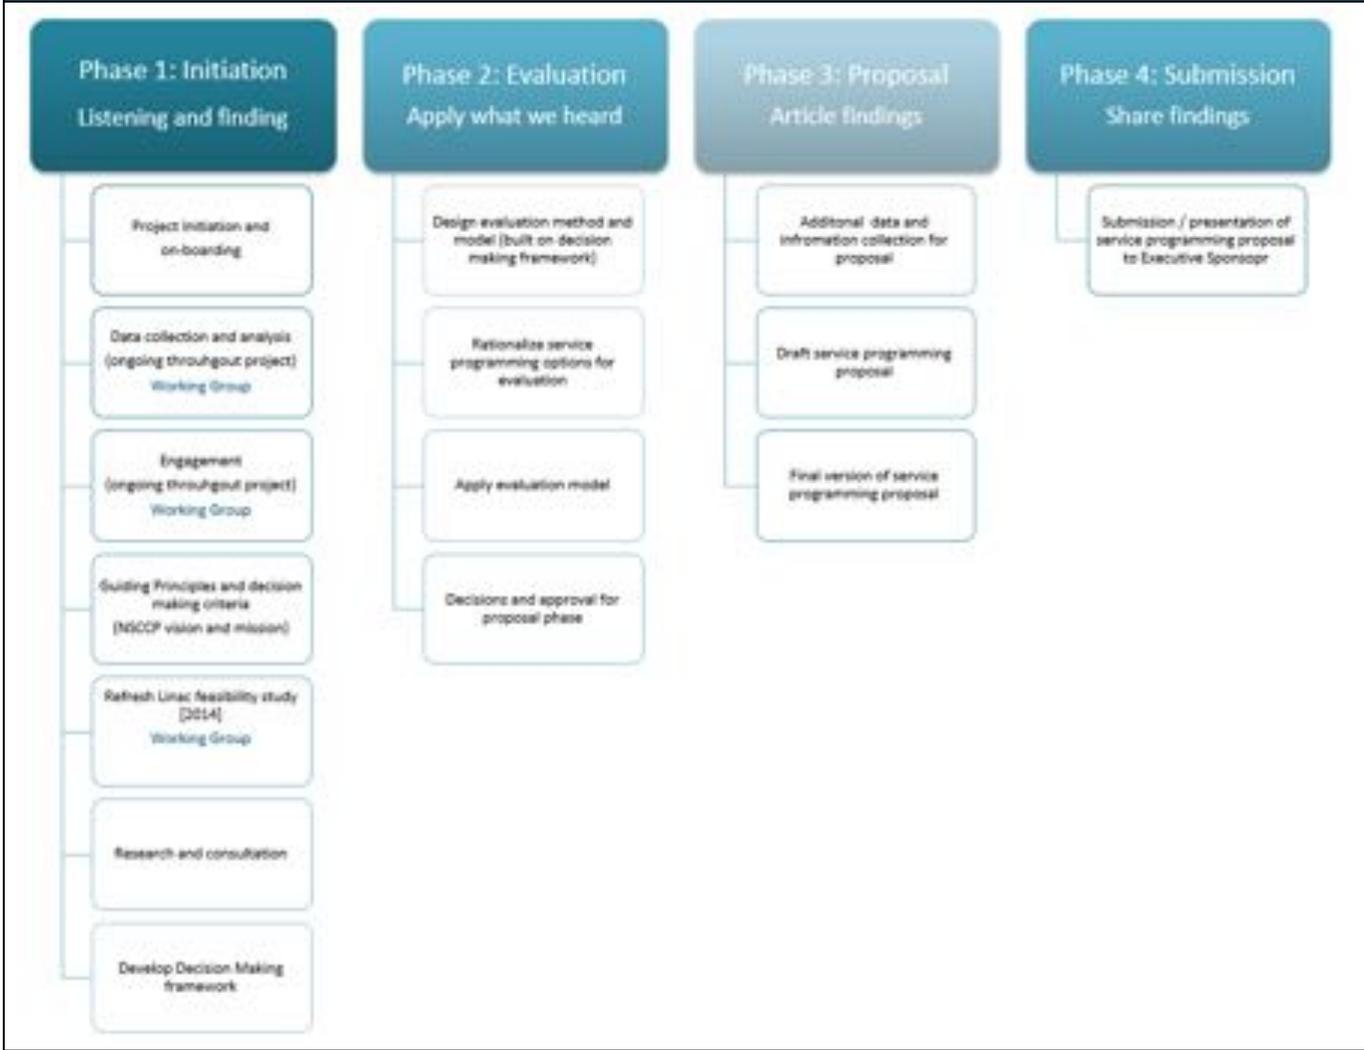 Phase 1: Initiation
Listening and finding
Project Initiation and
on-boarding
Data collection and analysis
(ongoing throuhgout project)
Working Group
Engagement
(ongoing throuhgout project)
Working Group
Guiding Principles and decision
making criteria
(NSCCP vision and mission)
Refresh Linac feasibility study
[2014]
Working Group
Research and consultation
Develop Decision Making
framework
Phase 2: Evaluation
Apply what we heard
Design evaluation method and
model (built on decision
making framework)
Rationalize service
programming options for
evaluation
Apply evaluation model
Decisions and approval for
proposal phase
Phase 3: Proposal
Article findings
Additonal data and
infromation collection for
proposal
Draft service programming
proposal
Final version of service
programming proposal
Phase 4: Submission
Share findings
Submission / presentation of
service programming proposal
to Executive Sponsopr